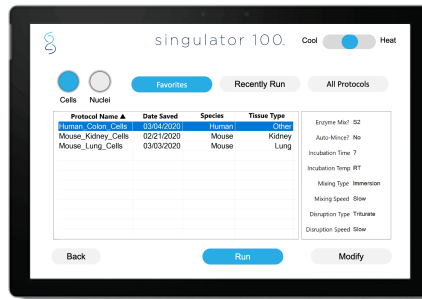 singulator 100.
Cool Heat
Cells Nuclei
Favorites Recently Run All Protocols
Protocol Name ▲ Date Saved Species Tissue Type
Human_Colon_Cells 03/04/2020 Human Other
Mouse_Kidney_Cells 02/21/2020 Mouse Kidney
Mouse_Lung_Cells 03/03/2020 Mouse Lung
Enzyme Mix? S2
Auto-Mince? No
Incubation Time 7
Incubation Temp RT
Mixing Type Immersion
Mixing Speed Slow
Disruption Type Triturate
Disruption Speed Slow
Back Run Modify